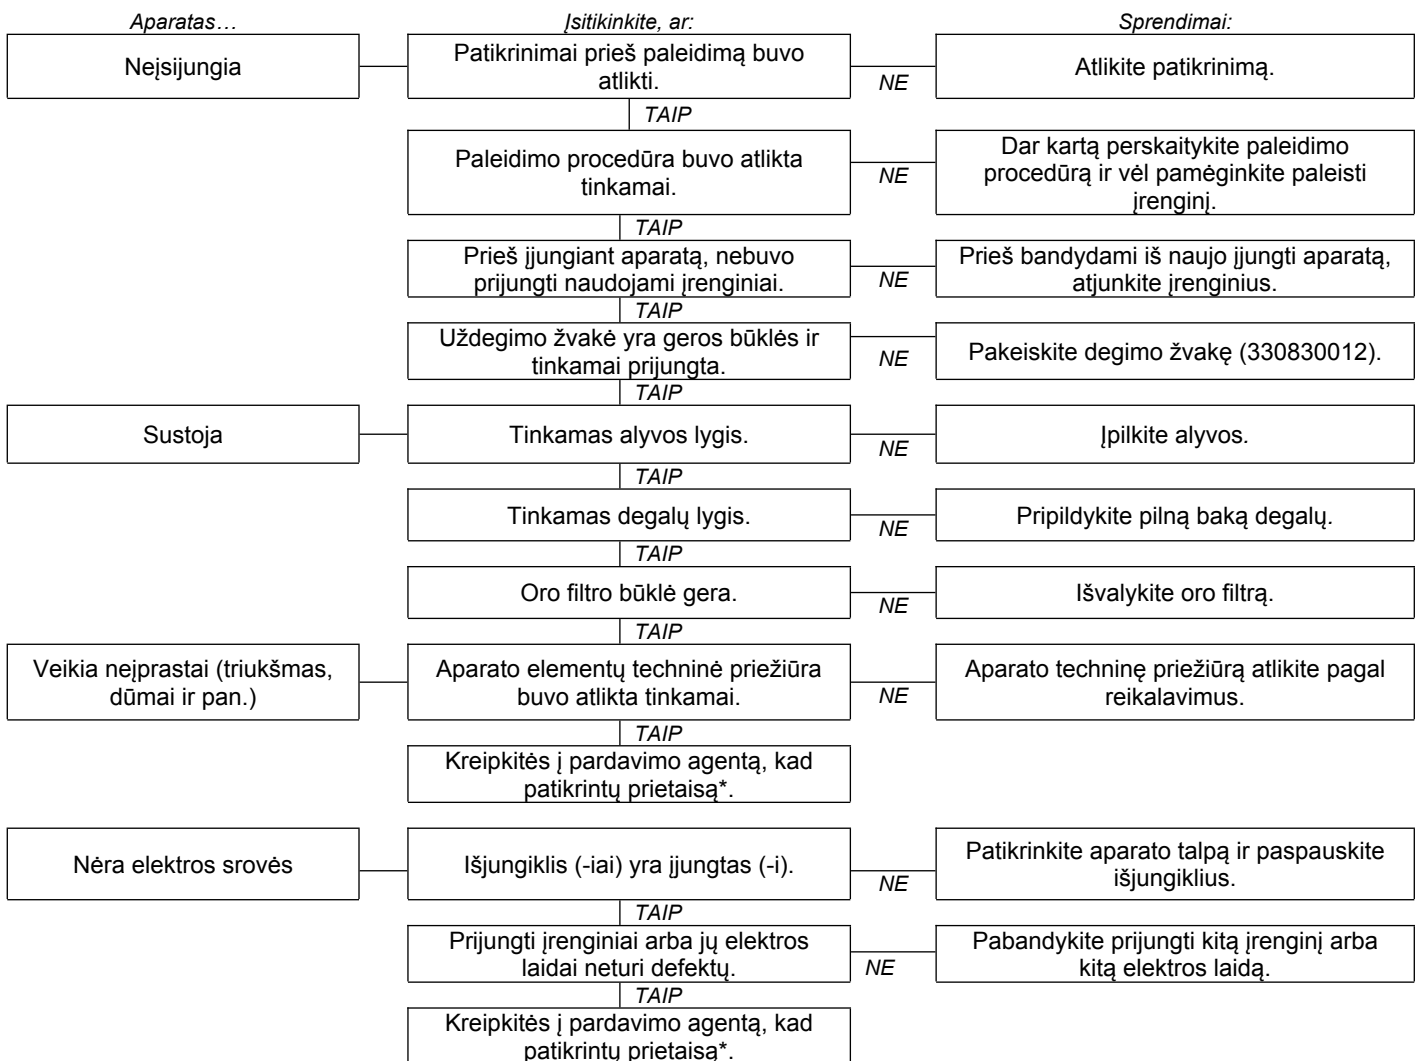 Aparatas…
Įsitikinkite, ar:
Sprendimai:
Neįsijungia
Patikrinimai prieš paleidimą buvo
atlikti.
NE
Atlikite patikrinimą.
TAIP
Paleidimo procedūra buvo atlikta
tinkamai.
NE
Dar kartą perskaitykite paleidimo
procedūrą ir vėl pamėginkite paleisti
įrenginį.
TAIP
Prieš įjungiant aparatą, nebuvo
prijungti naudojami įrenginiai.
NE
Prieš bandydami iš naujo įjungti aparatą,
atjunkite įrenginius.
TAIP
Uždegimo žvakė yra geros būklės ir
tinkamai prijungta.
NE
Pakeiskite degimo žvakę (330830012).
TAIP
Sustoja
Tinkamas alyvos lygis.
NE
Įpilkite alyvos.
TAIP
Tinkamas degalų lygis.
NE
Pripildykite pilną baką degalų.
TAIP
Oro filtro būklė gera.
NE
Išvalykite oro filtrą.
TAIP
Veikia neįprastai (triukšmas,
dūmai ir pan.)
Aparato elementų techninė priežiūra
buvo atlikta tinkamai.
NE
Aparato techninę priežiūrą atlikite pagal
reikalavimus.
TAIP
Kreipkitės į pardavimo agentą, kad
patikrintų prietaisą*.
Nėra elektros srovės
Išjungiklis (-iai) yra įjungtas (-i).
NE
Patikrinkite aparato talpą ir paspauskite
išjungiklius.
TAIP
Prijungti įrenginiai arba jų elektros
laidai neturi defektų.
NE
Pabandykite prijungti kitą įrenginį arba
kitą elektros laidą.
TAIP
Kreipkitės į pardavimo agentą, kad
patikrintų prietaisą*.